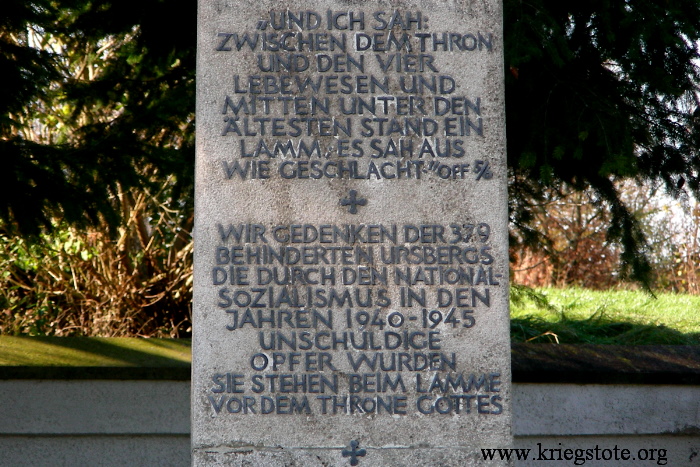 „UND ICH SAH:
ZWISCHEN DEM THRON
UND DEN VIER
LEBEWESEN UND
MITTEN UNTER DEN
ÄLTESTEN STAND EIN
LAMM, ES SAH AUS
WIE GESCHLACHT" OFF 5/6
WIR GEDENKEN DER 379
BEHINDERTEN URSBERGS
DIE DURCH DEN NATIONAL-
SOZIALISMUS IN DEN
JAHREN 1940-1945
UNSCHULDIGE
OPFER WURDEN
SIE STEHEN BEIM LAMME
VOR DEM THRONE GOTTES
www.kriegstote.org